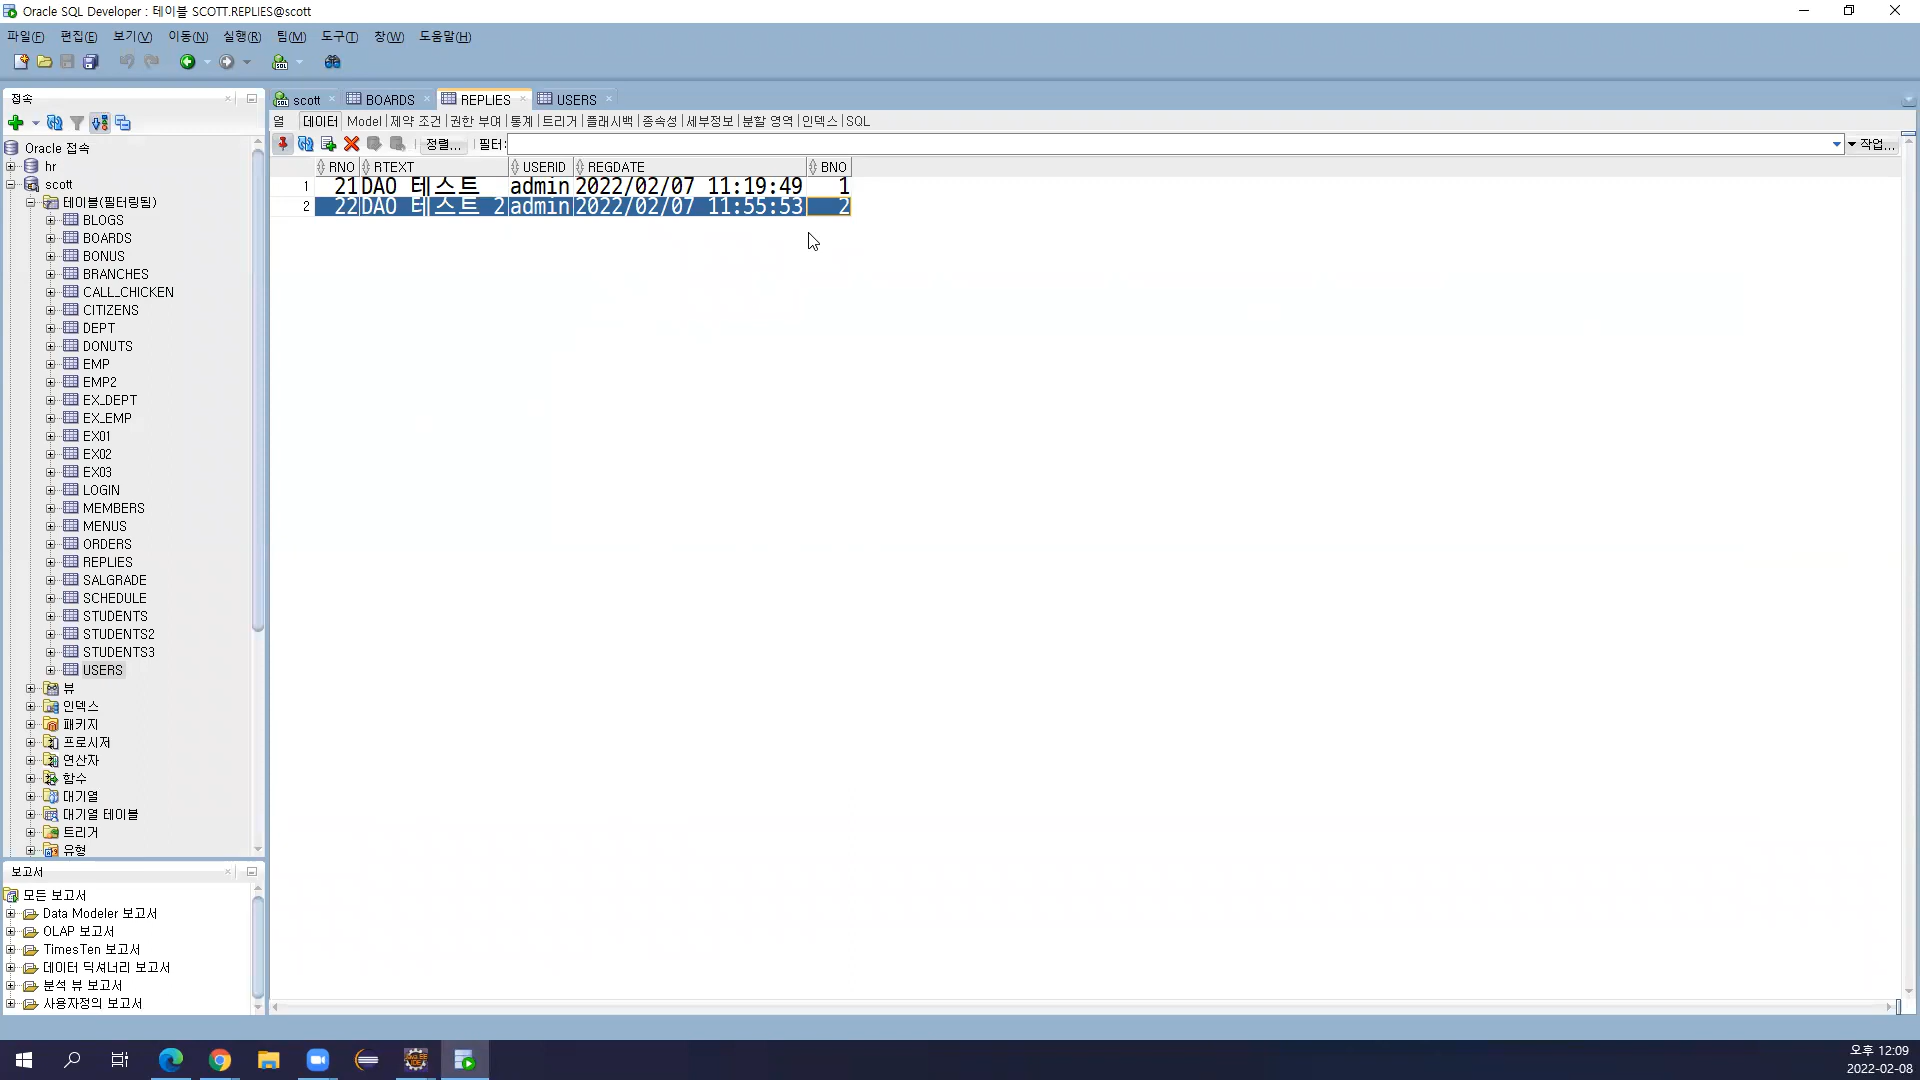 Oracle SQL Developer : 테이블 SCOTT.REPLIES@scott
파일(F) 편집(E) 보기(V) 이동(N) 실행(R) 팀(M) 도구(T) 창(W) 도움말(H)
접속
Oracle 접속
hr
scott
테이블(필터링됨)
BLOGS
BOARDS
BONUS
BRANCHES
CALL_CHICKEN
CITIZENS
DEPT
DONUTS
EMP
EMP2
EX_DEPT
EX_EMP
EX01
EX02
EX03
LOGIN
MEMBERS
MENUS
ORDERS
REPLIES
SALGRADE
SCHEDULE
STUDENTS
STUDENTS2
STUDENTS3
USERS
뷰
인덱스
패키지
프로시저
연산자
함수
대기열
대기열 테이블
트리거
유형
보고서
모든 보고서
Data Modeler 보고서
OLAP 보고서
TimesTen 보고서
데이터 딕셔너리 보고서
분석 뷰 보고서
사용자정의 보고서
scott BOARDS REPLIES USERS
열 데이터 Model 제약 조건 권한 부여 통계 트리거 플래시백 종속성 세부정보 분할 영역 인덱스 SQL
정렬... 필터: 작업...
RNO RTEXT USERID REGDATE BNO
1 21 DAO 테스트 admin 2022/02/07 11:19:49 1
2 22 DAO 테스트 2 admin 2022/02/07 11:55:53 2
오후 12:09
2022-02-08